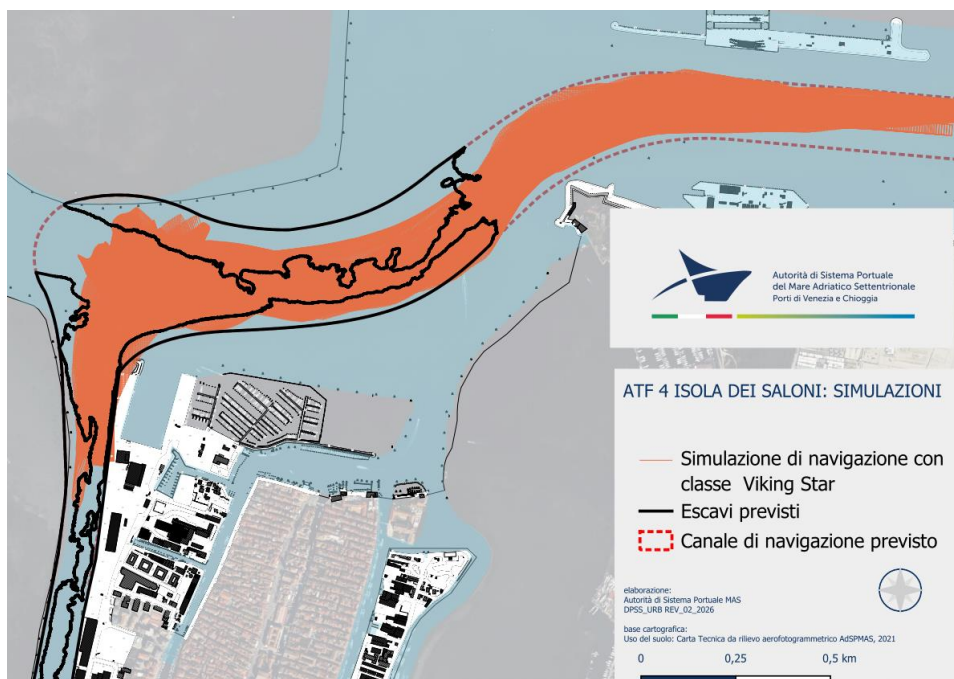 Autorità di Sistema Portuale
del Mare Adriatico Settentrionale
Porti di Venezia e Chioggia
ATF 4 ISOLA DEI SALONI: SIMULAZIONI
Simulazione di navigazione con
classe Viking Star
Escavi previsti
Canale di navigazione previsto
elaborazione:
Autorità di Sistema Portuale MAS
DPSS_URB REV_02_2026
base cartografica:
Uso del suolo: Carta Tecnica da rilievo aerofotogrammetrico AdSPMAS, 2021
0 0,25 0,5 km